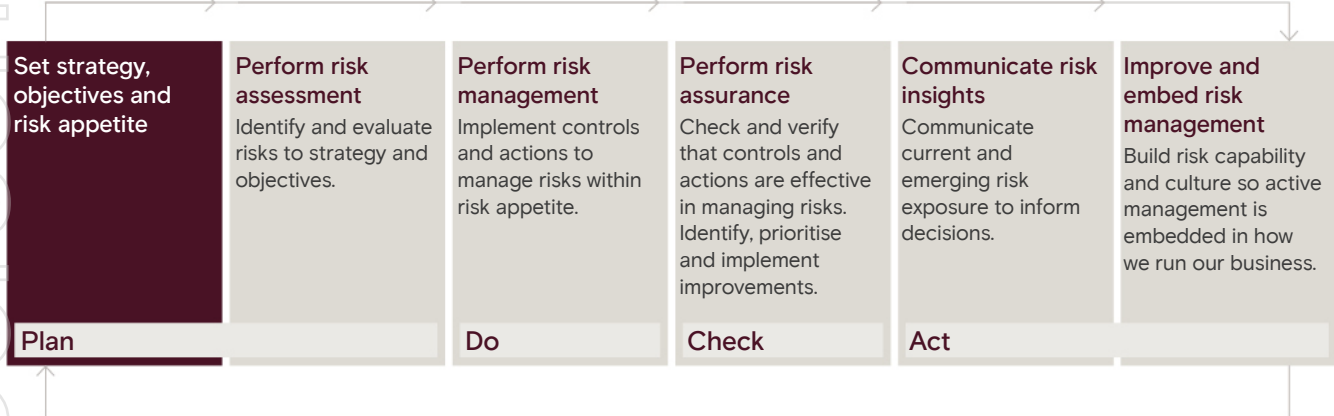 Set strategy,
objectives and
risk appetite
Perform risk
assessment
Identify and evaluate
risks to strategy and
objectives.
Perform risk
management
Implement controls
and actions to
manage risks within
risk appetite.
Perform risk
assurance
Check and verify
that controls and
actions are effective
in managing risks.
Identify, prioritise
and implement
improvements.
Communicate risk
insights
Communicate
current and
emerging risk
exposure to inform
decisions.
Improve and
embed risk
management
Build risk capability
and culture so active
management is
embedded in how
we run our business.
Plan
Do
Check
Act